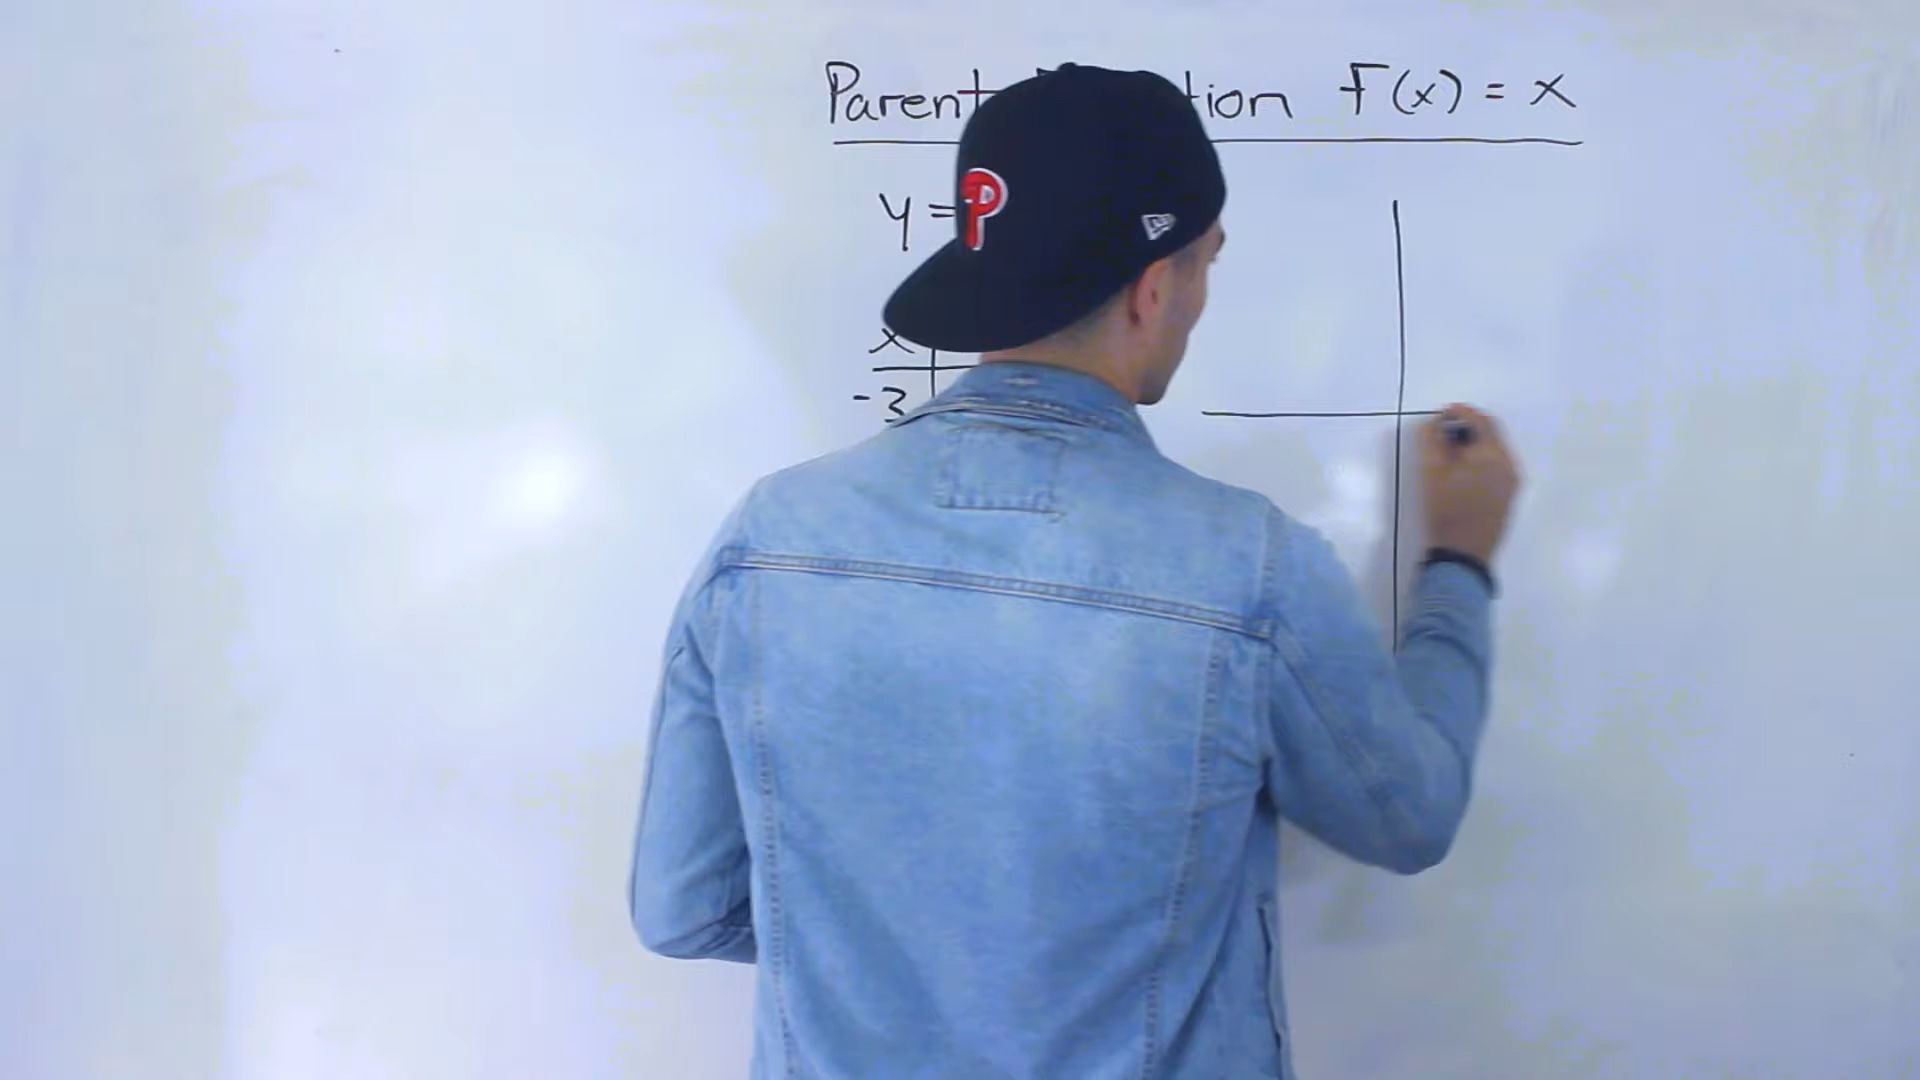 Parent tion F(x) = x
y =
x
-3
P